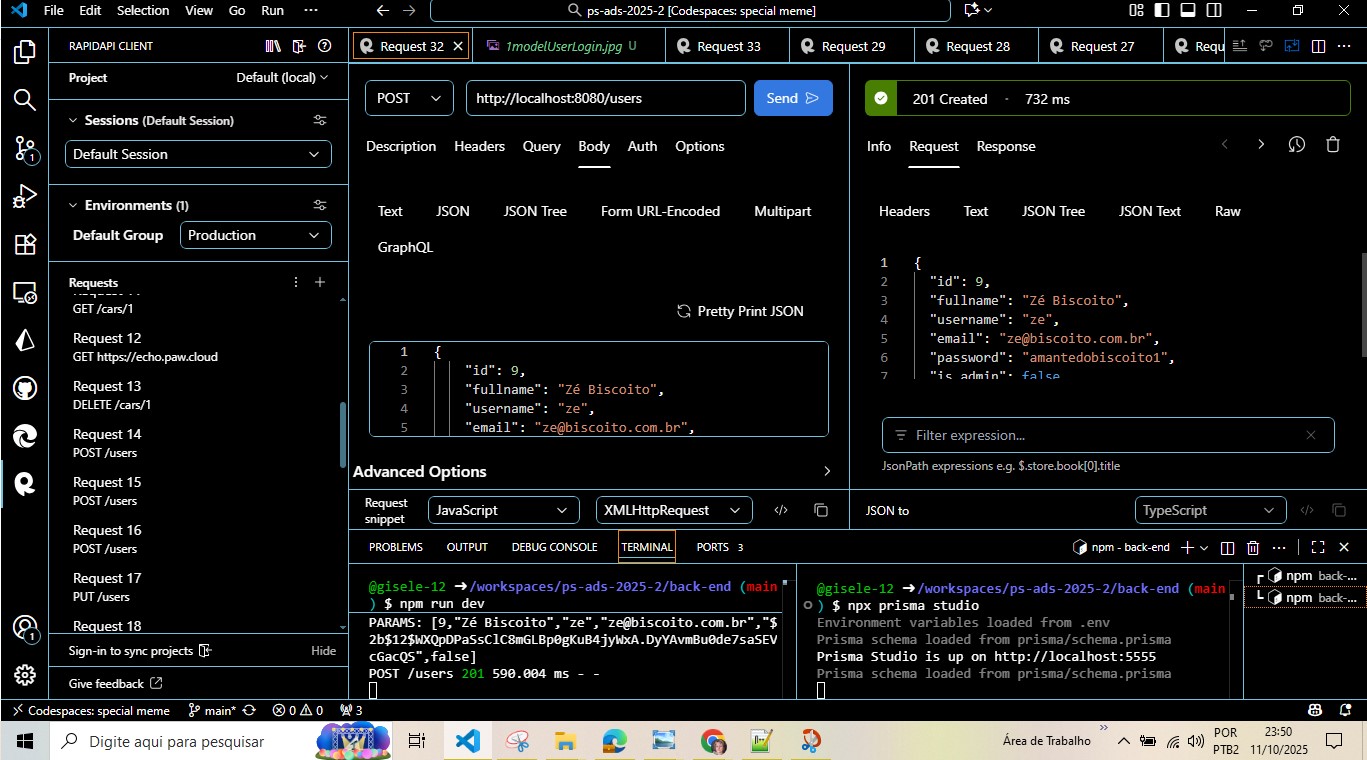 File Edit Selection View Go Run ··· ps-ads-2025-2 [Codespaces: special meme]
RAPIDAPI CLIENT
Project Default (local)
Sessions (Default Session)
Default Session
Environments (1)
Default Group Production
Requests
GET /cars/1
Request 12
GET https://echo.paw.cloud
Request 13
DELETE /cars/1
Request 14
POST /users
Request 15
POST /users
Request 16
POST /users
Request 17
PUT /users
Request 18
Sign-in to sync projects Hide
Give feedback
Request 32 1modelUserLogin.jpg U Request 33 Request 29 Request 28 Request 27 Requ
POST http://localhost:8080/users Send
Description Headers Query Body Auth Options
Text JSON JSON Tree Form URL-Encoded Multipart
GraphQL
Pretty Print JSON
1 {
2 "id": 9,
3 "fullname": "Zé Biscoito",
4 "username": "ze",
5 "email": "ze@biscoito.com.br",
Advanced Options
Request snippet JavaScript XMLHttpRequest
201 Created · 732 ms
Info Request Response
Headers Text JSON Tree JSON Text Raw
1 {
2 "id": 9,
3 "fullname": "Zé Biscoito",
4 "username": "ze",
5 "email": "ze@biscoito.com.br",
6 "password": "amantedobiscoito1",
7 "is_admin": false
Filter expression...
JsonPath expressions e.g. $.store.book[0].title
JSON to TypeScript
PROBLEMS OUTPUT DEBUG CONSOLE TERMINAL PORTS 3 npm - back-end
@gisele-12 ➜/workspaces/ps-ads-2025-2/back-end (main
) $ npm run dev
PARAMS: [9,"Zé Biscoito","ze","ze@biscoito.com.br","$
2b$12$WXQpDPaSsClC8mGLBp0gKuB4jyWxA.DyYAvmBu0de7saSEV
cGacQS",false]
POST /users 201 590.004 ms - -
@gisele-12 ➜/workspaces/ps-ads-2025-2/back-end (main
) $ npx prisma studio
Environment variables loaded from .env
Prisma schema loaded from prisma/schema.prisma
Prisma Studio is up on http://localhost:5555
Prisma schema loaded from prisma/schema.prisma
npm back-...
npm back-...
Codespaces: special meme main* 0 0 3
Digite aqui para pesquisar
Área de Trabalho
POR
PTB2
23:50
11/10/2025